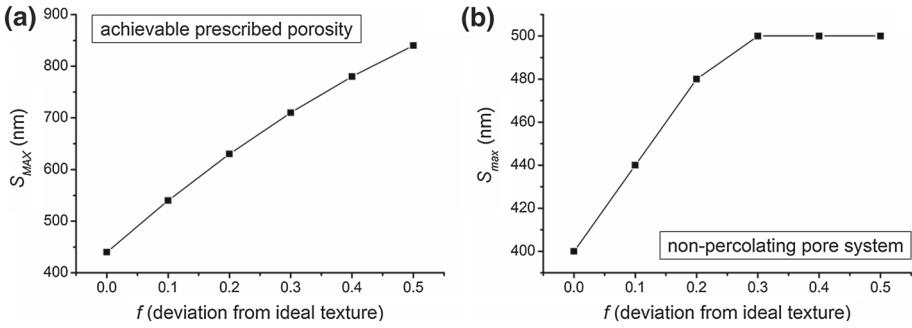 (a)
achievable prescribed porosity
900
800
700
600
500
400
S_MAX (nm)
0.0 0.1 0.2 0.3 0.4 0.5
f (deviation from ideal texture)
(b)
500
480
460
440
420
400
S_max (nm)
non-percolating pore system
0.0 0.1 0.2 0.3 0.4 0.5
f (deviation from ideal texture)